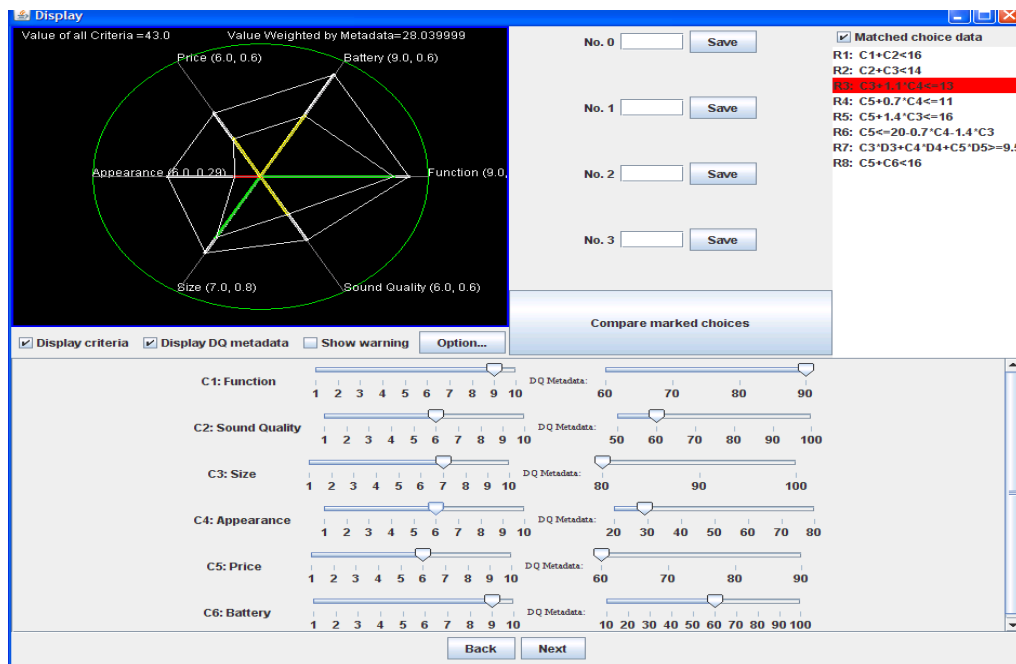 Display
Value of all Criteria =43.0 Value Weighted by Metadata=28.039999
Price (6.0, 0.6) Battery (9.0, 0.6)
Appearance (6.0, 0.29) Function (9.0,
Size (7.0, 0.8) Sound Quality (6.0, 0.6)
Display criteria Display DQ metadata Show warning Option...
No. 0 Save
No. 1 Save
No. 2 Save
No. 3 Save
Compare marked choices
Matched choice data
R1: C1+C2<16
R2: C2+C3<14
R3: C3+1.1*C4<=13
R4: C5+0.7*C4<=11
R5: C5+1.4*C3<=16
R6: C5<=20-0.7*C4-1.4*C3
R7: C3*D3+C4*D4+C5*D5>=9.5
R8: C5+C6<16
C1: Function 1 2 3 4 5 6 7 8 9 10 DQ Metadata: 60 70 80 90
C2: Sound Quality 1 2 3 4 5 6 7 8 9 10 DQ Metadata: 50 60 70 80 90 100
C3: Size 1 2 3 4 5 6 7 8 9 10 DQ Metadata: 80 90 100
C4: Appearance 1 2 3 4 5 6 7 8 9 10 DQ Metadata: 20 30 40 50 60 70 80
C5: Price 1 2 3 4 5 6 7 8 9 10 DQ Metadata: 60 70 80 90
C6: Battery 1 2 3 4 5 6 7 8 9 10 DQ Metadata: 10 20 30 40 50 60 70 80 90 100
Back Next